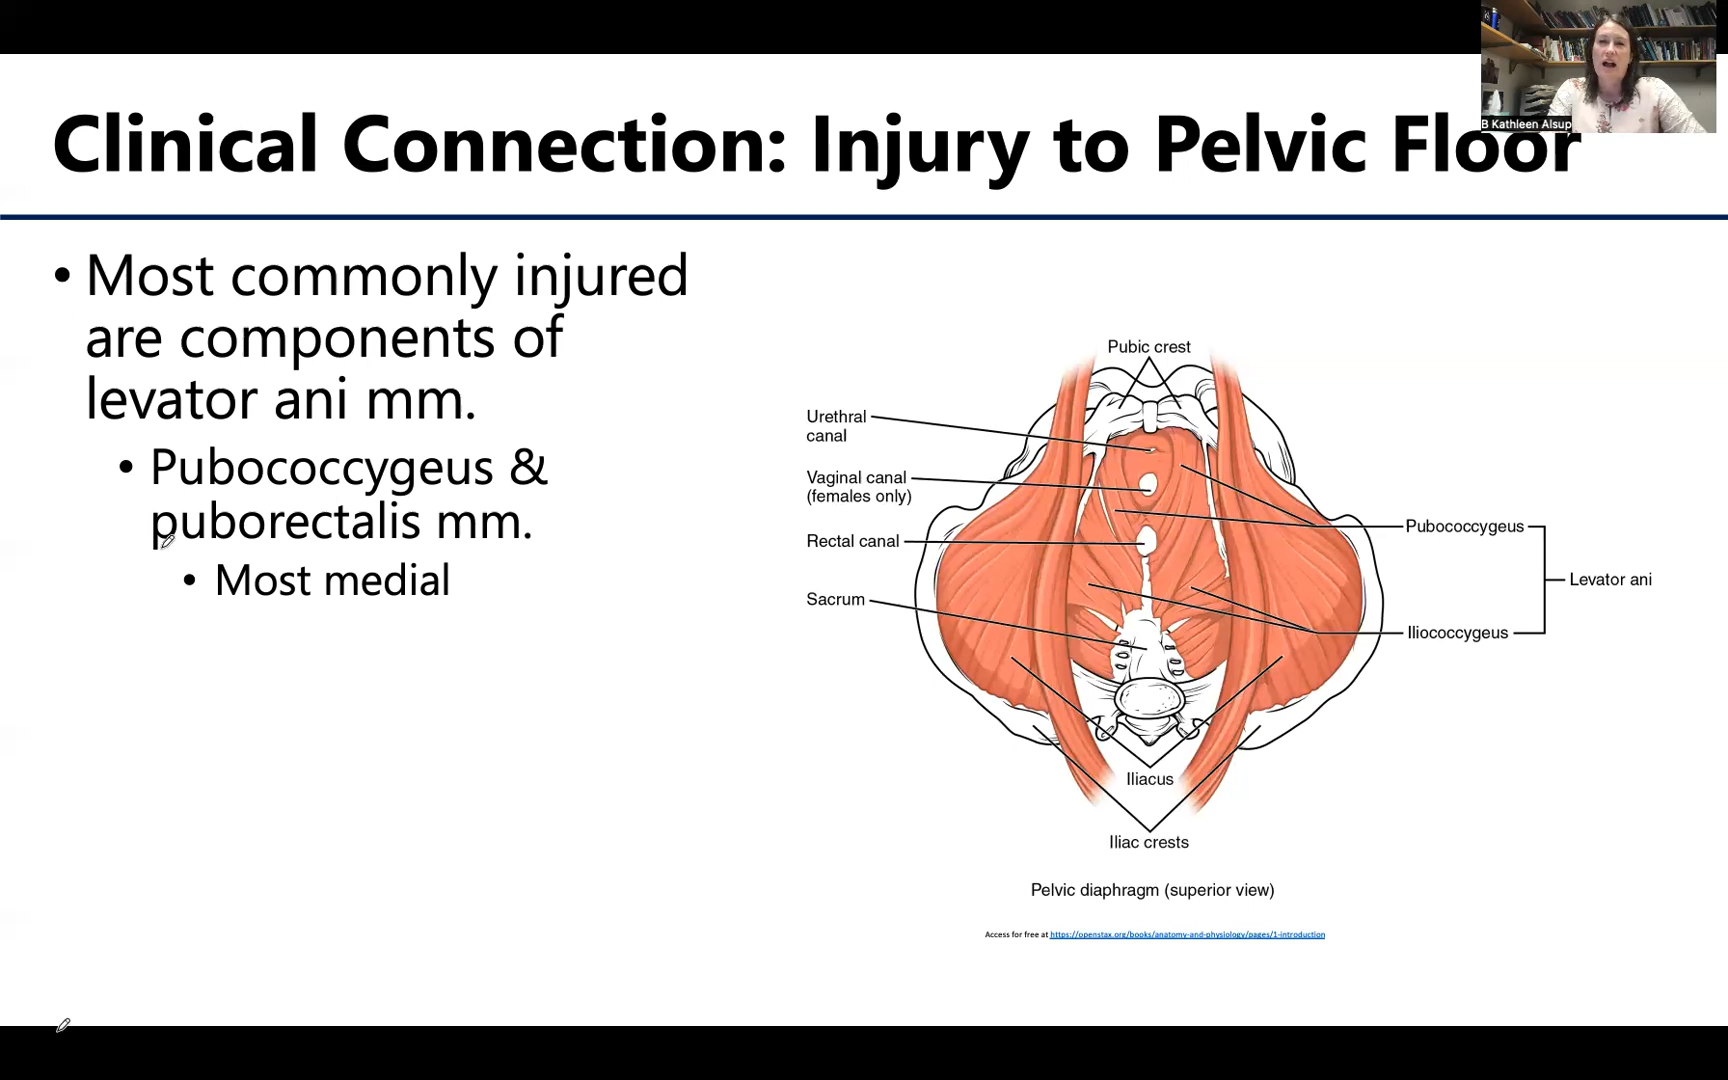 B Kathleen Alsup
Clinical Connection: Injury to Pelvic Floor
• Most commonly injured
are components of
levator ani mm.
• Pubococcygeus &
puborectalis mm.
• Most medial
Pubic crest
Urethral
canal
Vaginal canal
(females only)
Rectal canal
Sacrum
Pubococcygeus
Levator ani
Iliococcygeus
Iliacus
Iliac crests
Pelvic diaphragm (superior view)
Access for free at https://openstax.org/books/anatomy-and-physiology/pages/1-introduction